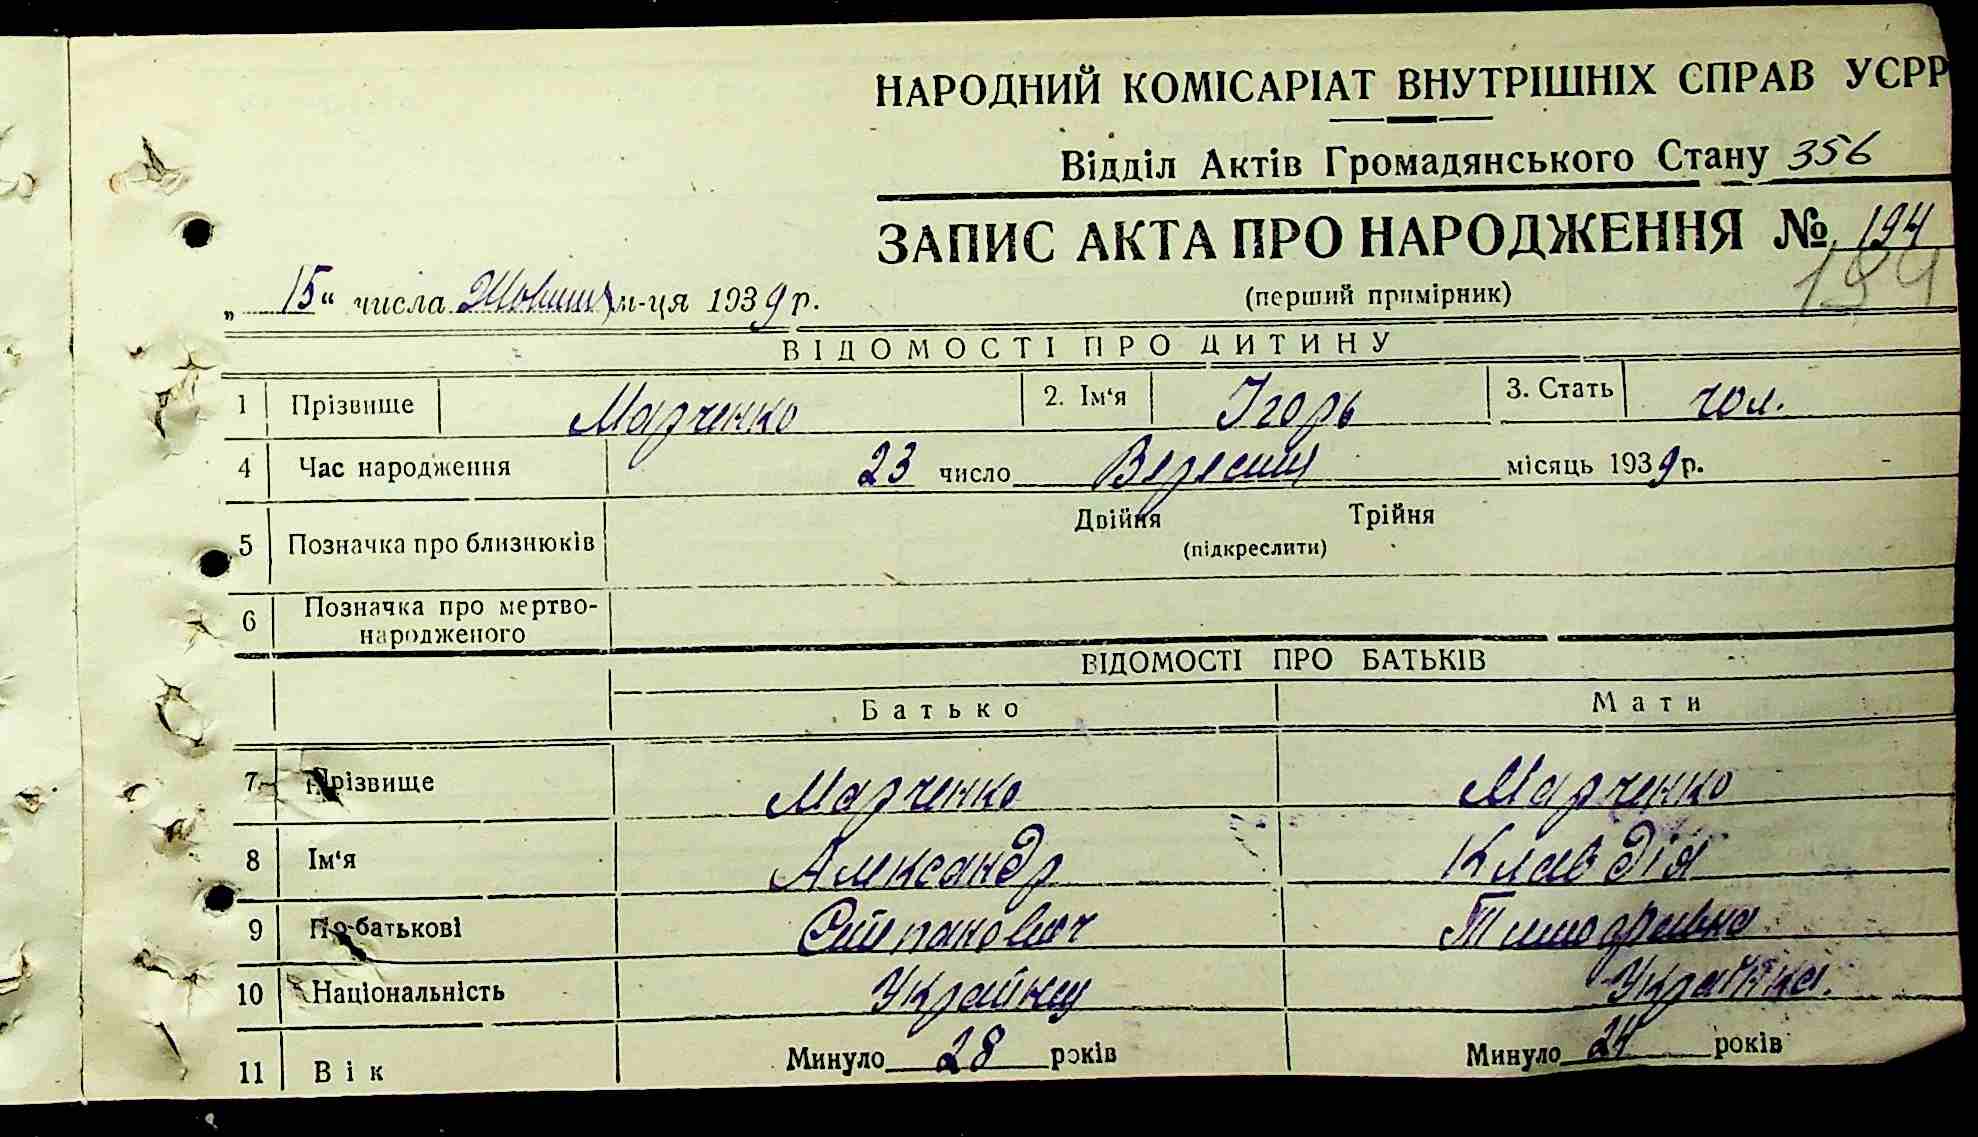 НАРОДНИЙ КОМІСАРІАТ ВНУТРІШНІХ СПРАВ УСРР
Відділ Актів Громадянського Стану 356
ЗАПИС АКТА ПРО НАРОДЖЕННЯ № 194
194
(перший примірник)
„ 15 “ числа Жовтня м-ця 1939 р.
ВІДОМОСТІ ПРО ДИТИНУ
1 Прізвище Марченко 2. Ім‘я Ігорь 3. Стать чол.
4 Час народження 23 число Вересня місяць 1939 р.
5 Позначка про близнюків Двійня Трійня
(підкреслити)
6 Позначка про мертво-
народженого
ВІДОМОСТІ ПРО БАТЬКІВ
Батько Мати
7 Прізвище Марченко Марченко
8 Ім‘я Александр Клавдія
9 По-батькові Степанович
10 Національність Українец Українка.
11 Вік Минуло 28 років Минуло 24 років